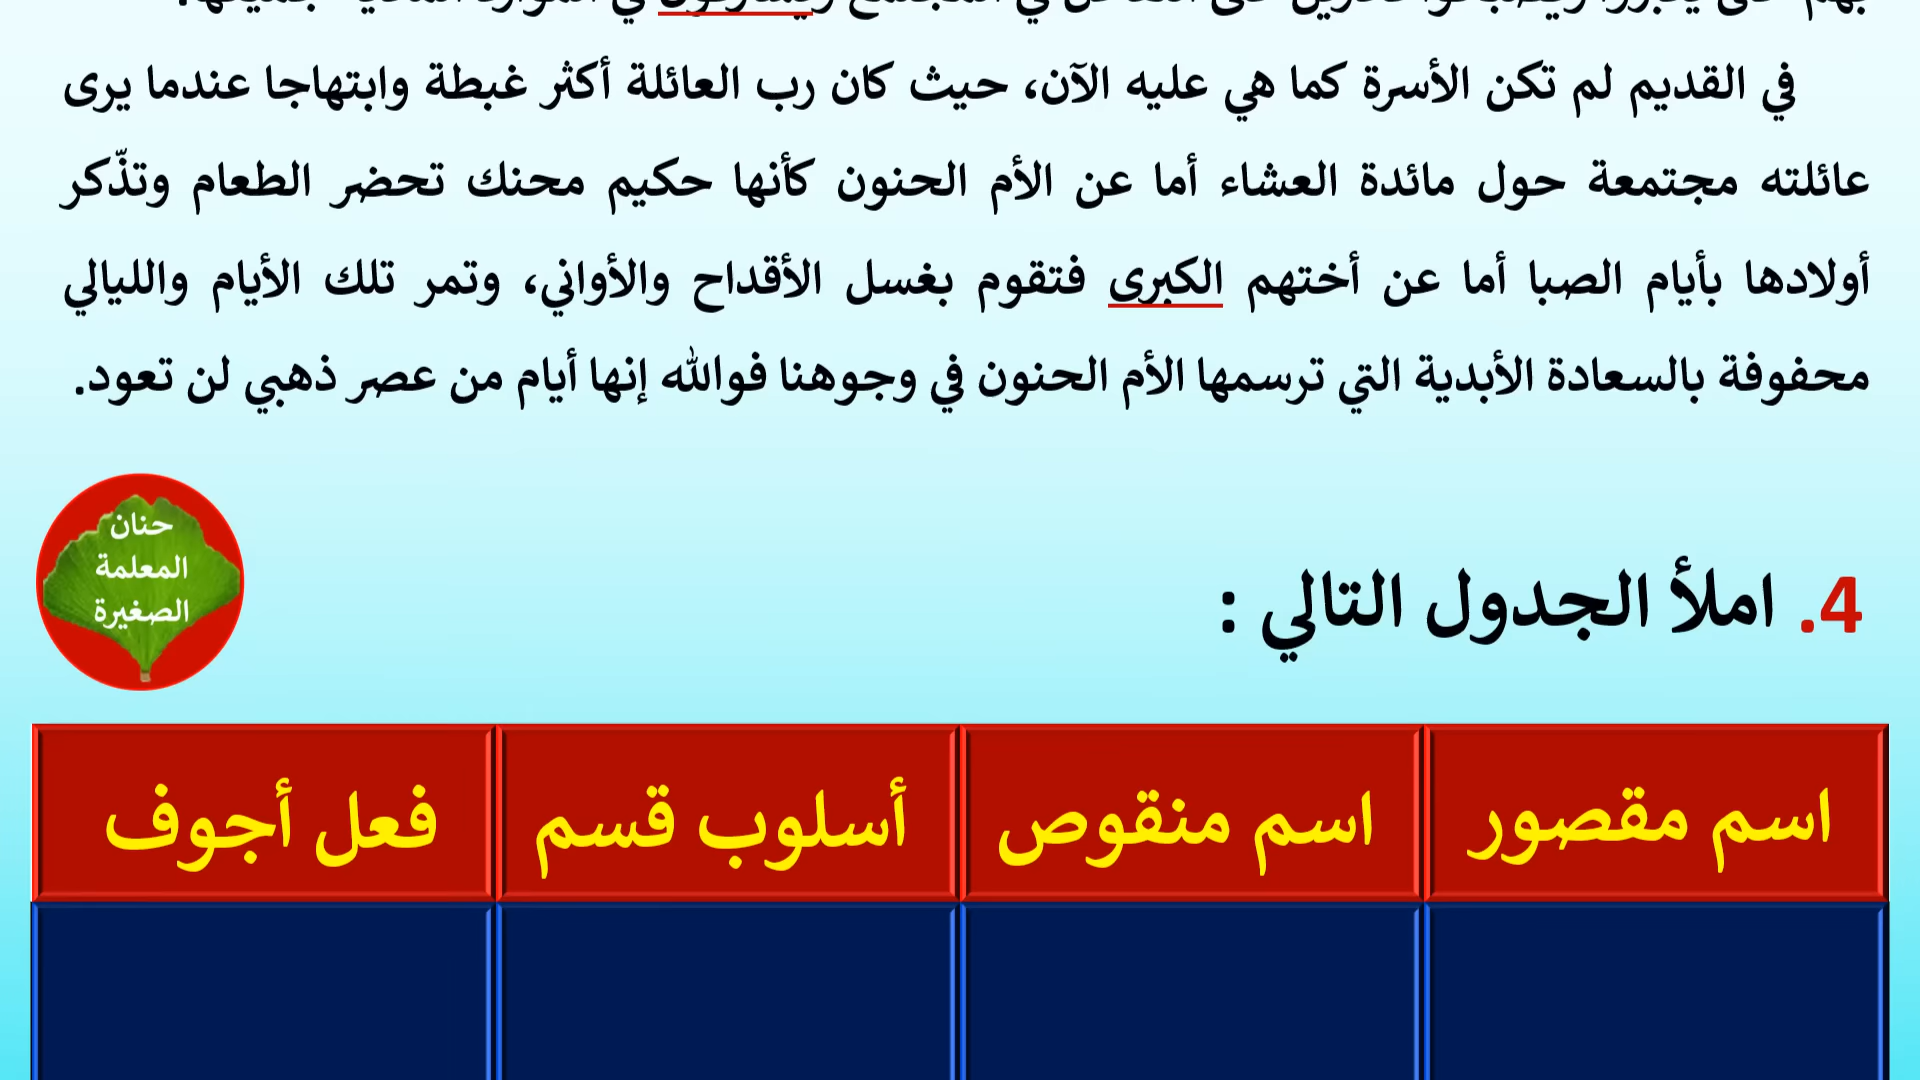 في القديم لم تكن الأسرة كما هي عليه الآن، حيث كان رب العائلة أكثر غبطة وابتهاجا عندما يرى
عائلته مجتمعة حول مائدة العشاء أما عن الأم الحنون كأنها حكيم محنك تحضر الطعام وتذّكر
أولادها بأيام الصبا أما عن أختهم الكبرى فتقوم بغسل الأقداح والأواني، وتمر تلك الأيام والليالي
محفوفة بالسعادة الأبدية التي ترسمها الأم الحنون في وجوهنا فوالله إنها أيام من عصر ذهبي لن تعود.
حنان
المعلمة
الصغيرة
4. املأ الجدول التالي :
اسم مقصور اسم منقوص أسلوب قسم فعل أجوف